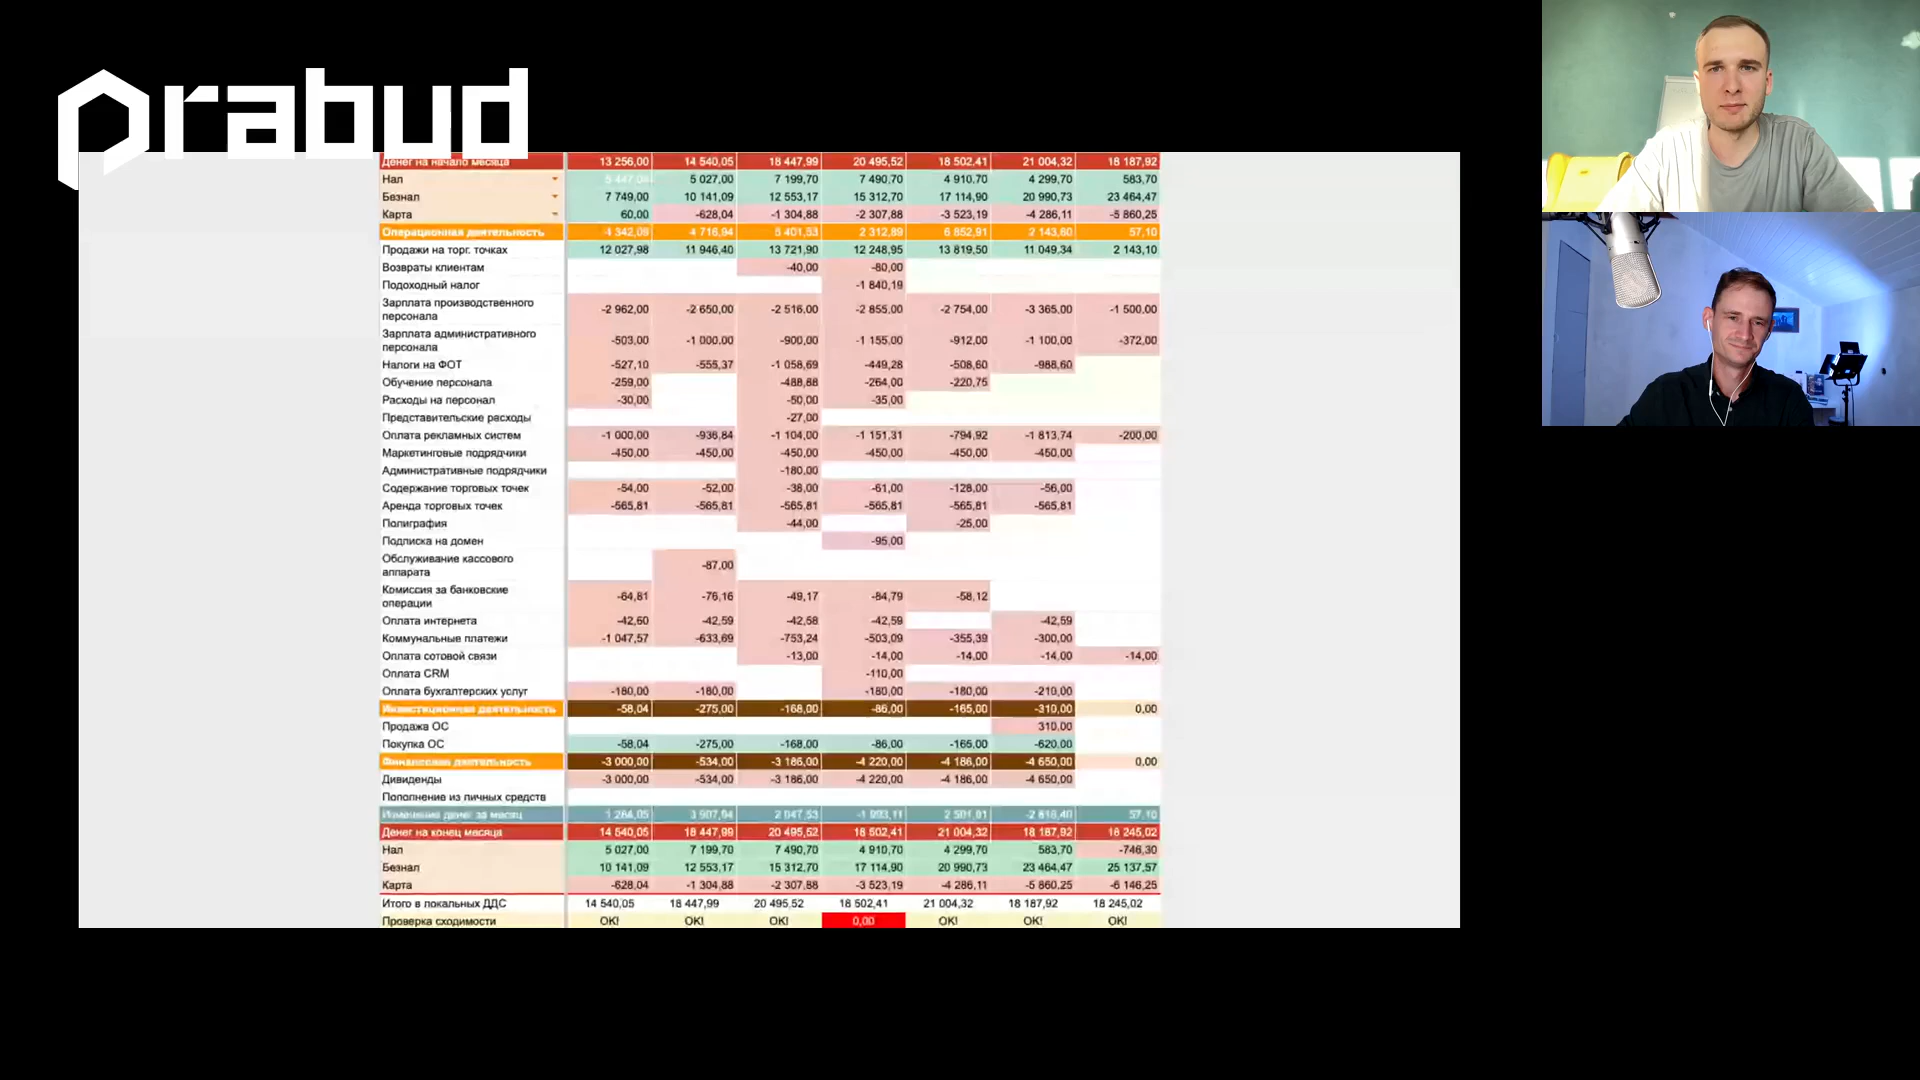 prabud
Денег на начало месяца 13 256,00 14 540,05 18 447,99 20 495,52 18 502,41 21 004,32 18 187,92
Нал 5 027,00 7 199,70 7 490,70 4 910,70 4 299,70 583,70
Безнал 7 749,00 10 141,09 12 553,17 15 312,70 17 114,90 20 990,73 23 464,47
Карта 60,00 -628,04 -1 304,88 -2 307,88 -3 523,19 -4 286,11 -5 860,25
Операционная деятельность 4 342,09 4 716,94 5 401,53 2 312,89 6 852,91 2 143,60 57,10
Продажи на торг. точках 12 027,98 11 946,40 13 721,90 12 248,95 13 819,50 11 049,34 2 143,10
Возвраты клиентам -40,00 -80,00
Подоходный налог -1 840,19
Зарплата производственного
персонала -2 962,00 -2 650,00 -2 516,00 -2 855,00 -2 754,00 -3 365,00 -1 500,00
Зарплата административного
персонала -503,00 -1 000,00 -900,00 -1 155,00 -912,00 -1 100,00 -372,00
Налоги на ФОТ -527,10 -555,37 -1 058,69 -449,28 -508,60 -988,60
Обучение персонала -259,00 -488,88 -264,00 -220,75
Расходы на персонал -30,00 -50,00 -35,00
Представительские расходы -27,00
Оплата рекламных систем -1 000,00 -936,84 -1 104,00 -1 151,31 -794,92 -1 813,74 -200,00
Маркетинговые подрядчики -450,00 -450,00 -450,00 -450,00 -450,00 -450,00
Административные подрядчики -180,00
Содержание торговых точек -54,00 -52,00 -38,00 -61,00 -128,00 -56,00
Аренда торговых точек -565,81 -565,81 -565,81 -565,81 -565,81 -565,81
Полиграфия -44,00 -25,00
Подписка на домен -95,00
Обслуживание кассового
аппарата -87,00
Комиссия за банковские
операции -64,81 -76,16 -49,17 -84,79 -58,12
Оплата интернета -42,60 -42,59 -42,58 -42,59 -42,59
Коммунальные платежи -1 047,57 -633,69 -753,24 -503,09 -355,39 -300,00
Оплата сотовой связи -13,00 -14,00 -14,00 -14,00 -14,00
Оплата CRM -110,00
Оплата бухгалтерских услуг -180,00 -180,00 -180,00 -180,00 -210,00
Инвестиционная деятельность -58,04 -275,00 -168,00 -86,00 -165,00 -310,00 0,00
Продажа ОС 310,00
Покупка ОС -58,04 -275,00 -168,00 -86,00 -165,00 -620,00
Финансовая деятельность -3 000,00 -534,00 -3 186,00 -4 220,00 -4 186,00 -4 650,00 0,00
Дивиденды -3 000,00 -534,00 -3 186,00 -4 220,00 -4 186,00 -4 650,00
Пополнение из личных средств
Изменение денег за месяц 1 284,05 3 907,94 2 047,53 -1 993,11 2 501,91 -2 816,40 57,10
Денег на конец месяца 14 540,05 18 447,99 20 495,52 18 502,41 21 004,32 18 187,92 18 245,02
Нал 5 027,00 7 199,70 7 490,70 4 910,70 4 299,70 583,70 -746,30
Безнал 10 141,09 12 553,17 15 312,70 17 114,90 20 990,73 23 464,47 25 137,57
Карта -628,04 -1 304,88 -2 307,88 -3 523,19 -4 286,11 -5 860,25 -6 146,25
Итого в локальных ДДС 14 540,05 18 447,99 20 495,52 18 502,41 21 004,32 18 187,92 18 245,02
Проверка сходимости OK! OK! OK! 0,00 OK! OK! OK!